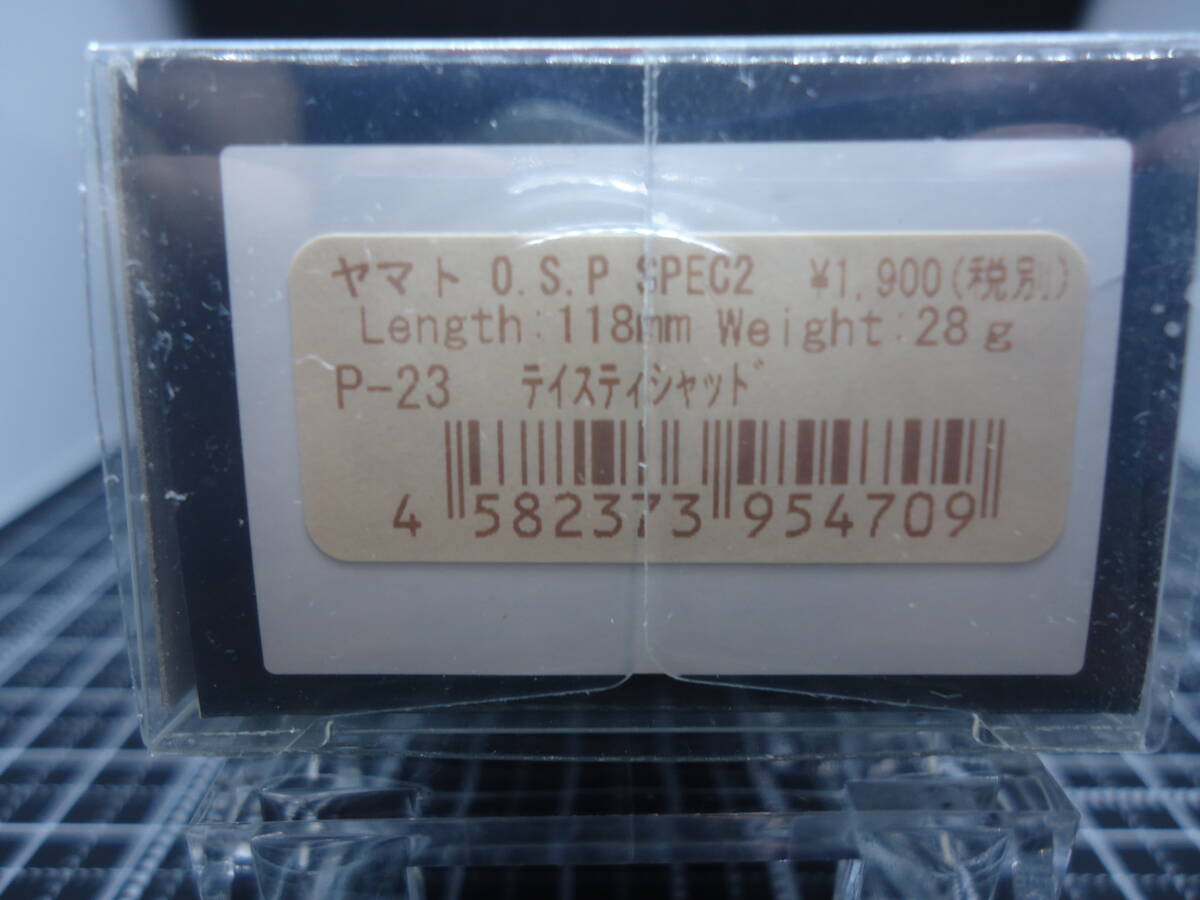 ヤマト O.S.P SPEC2 ¥1,900(税別)
Length:118mm Weight:28g
P-23 テイスティシャッド
4 582373 954709